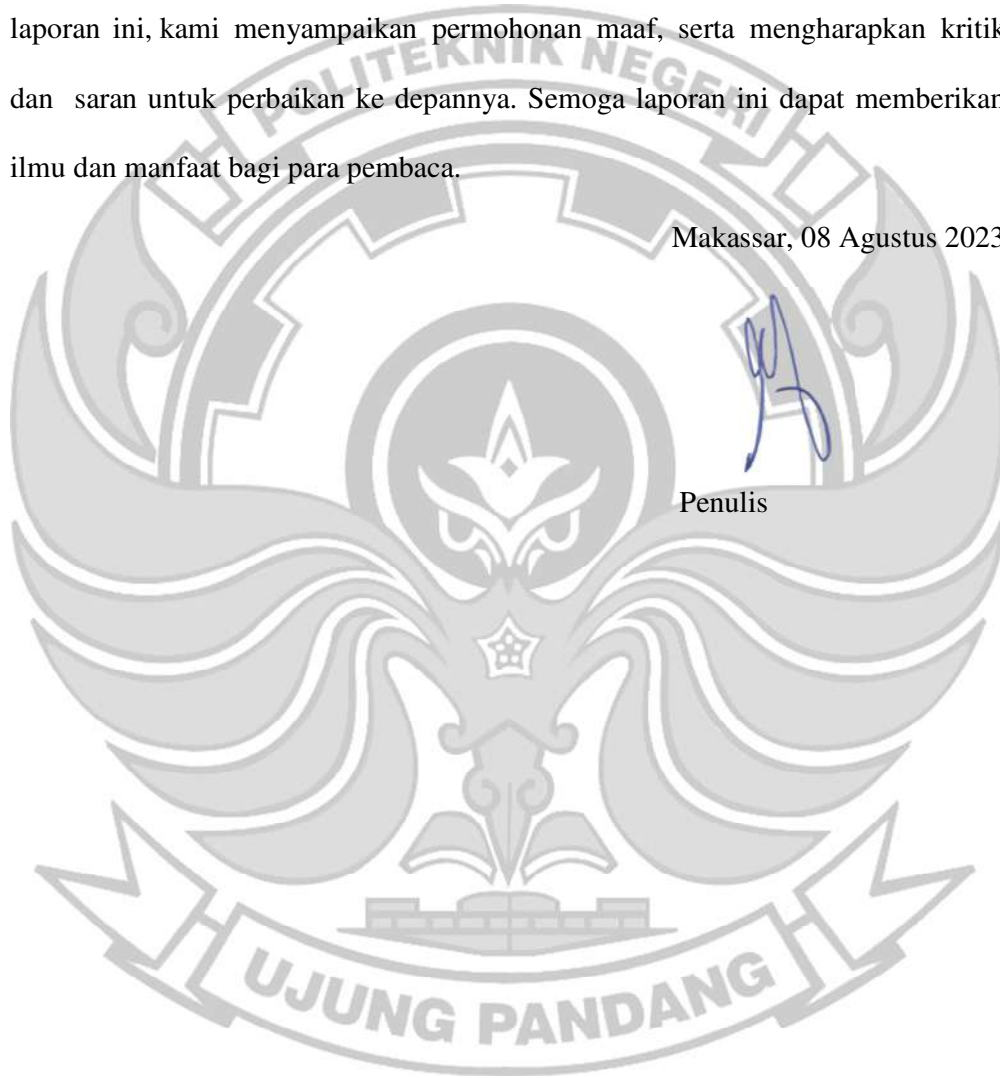 laporan ini, kami menyampaikan permohonan maaf, serta mengharapkan kritik
dan saran untuk perbaikan ke depannya. Semoga laporan ini dapat memberikan
ilmu dan manfaat bagi para pembaca.
Makassar, 08 Agustus 2023
Penulis
POLITEKNIK NEGERI
UJUNG PANDANG